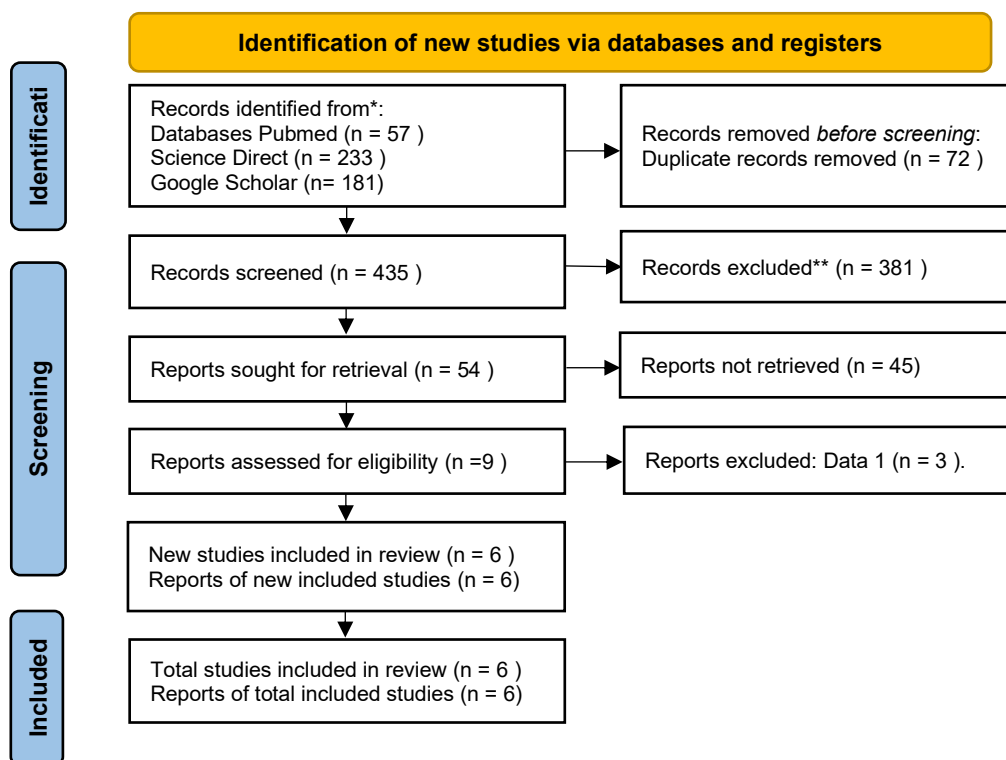 Identification of new studies via databases and registers
Identificati
Records identified from*:
Databases Pubmed (n = 57 )
Science Direct (n = 233 )
Google Scholar (n= 181)
Records removed before screening:
Duplicate records removed (n = 72 )
Screening
Records screened (n = 435 )
Records excluded** (n = 381 )
Reports sought for retrieval (n = 54 )
Reports not retrieved (n = 45)
Reports assessed for eligibility (n =9 )
Reports excluded: Data 1 (n = 3 ).
New studies included in review (n = 6 )
Reports of new included studies (n = 6)
Included
Total studies included in review (n = 6 )
Reports of total included studies (n = 6)